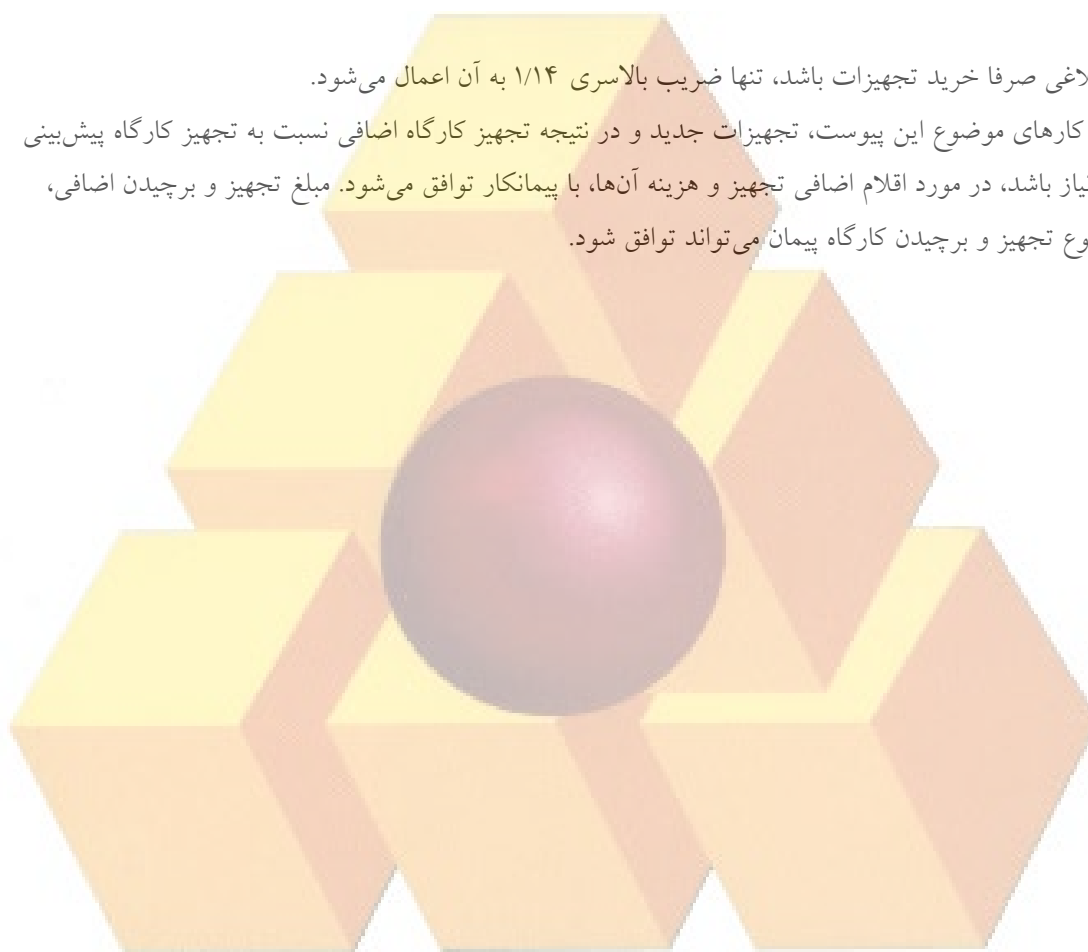 لاغی صرفا خرید تجهیزات باشد، تنها ضریب بالاسری ۱/۱۴ به آن اعمال می‌شود.
کارهای موضوع این پیوست، تجهیزات جدید و در نتیجه تجهیز کارگاه اضافی نسبت به تجهیز کارگاه پیش‌بینی
نیاز باشد، در مورد اقلام اضافی تجهیز و هزینه آن‌ها، با پیمانکار توافق می‌شود. مبلغ تجهیز و برچیدن اضافی،
وع تجهیز و برچیدن کارگاه پیمان می‌تواند توافق شود.